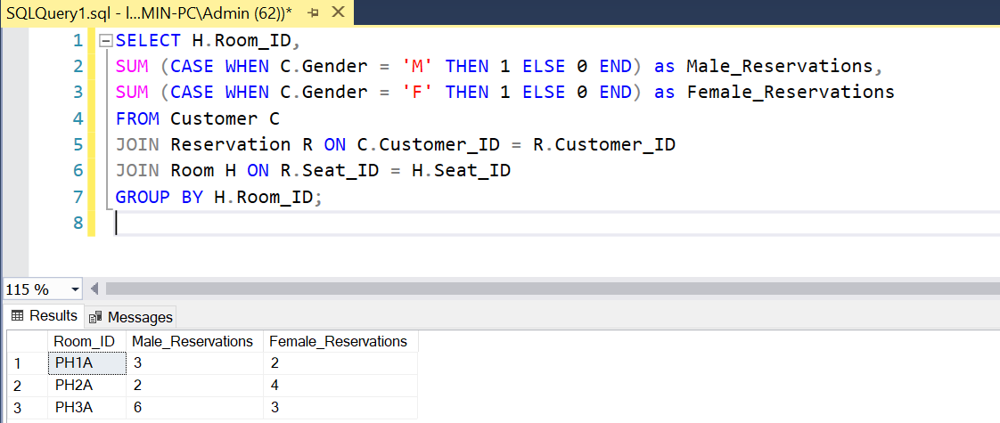 SQLQuery1.sql - l...MIN-PC\Admin (62))*
1 SELECT H.Room_ID,
2 SUM (CASE WHEN C.Gender = 'M' THEN 1 ELSE 0 END) as Male_Reservations,
3 SUM (CASE WHEN C.Gender = 'F' THEN 1 ELSE 0 END) as Female_Reservations
4 FROM Customer C
5 JOIN Reservation R ON C.Customer_ID = R.Customer_ID
6 JOIN Room H ON R.Seat_ID = H.Seat_ID
7 GROUP BY H.Room_ID;
8
115 %
Results Messages
Room_ID Male_Reservations Female_Reservations
1 PH1A 3 2
2 PH2A 2 4
3 PH3A 6 3